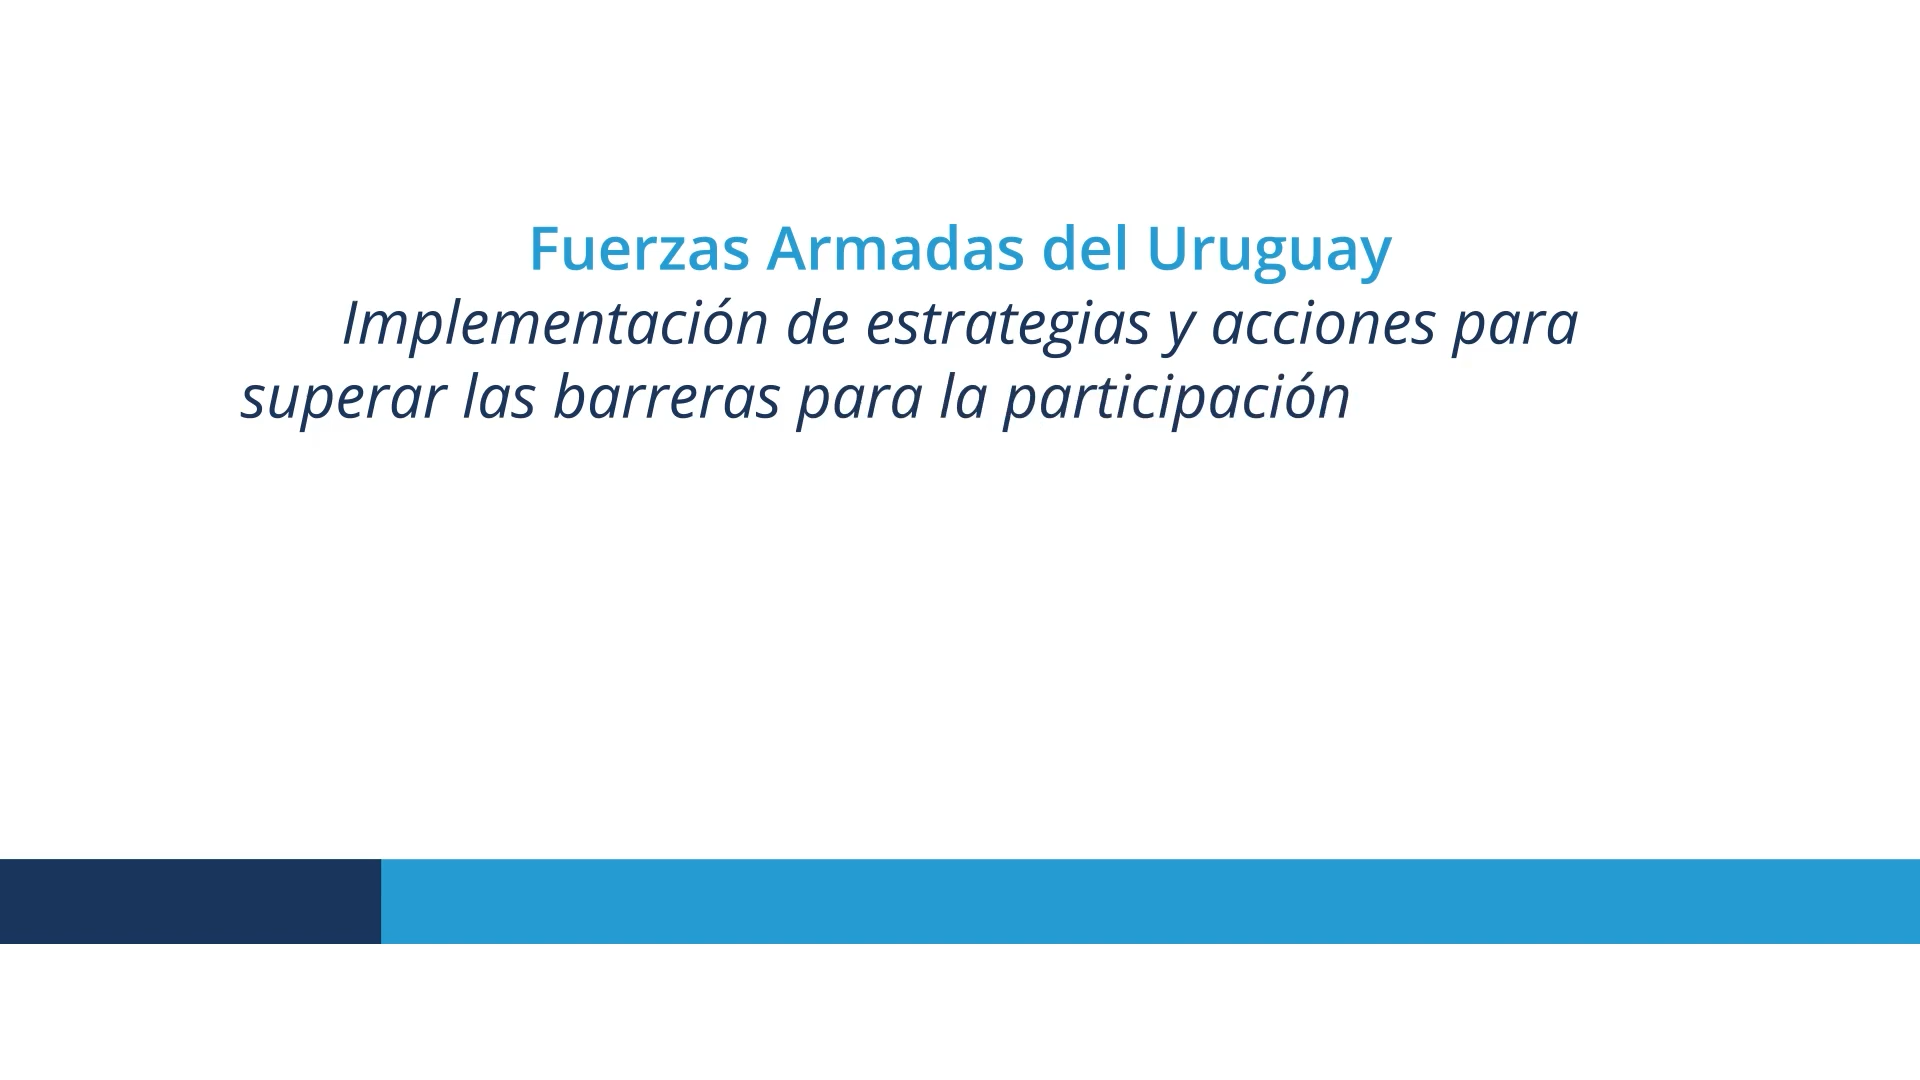 Fuerzas Armadas del Uruguay
Implementación de estrategias y acciones para
superar las barreras para la participación